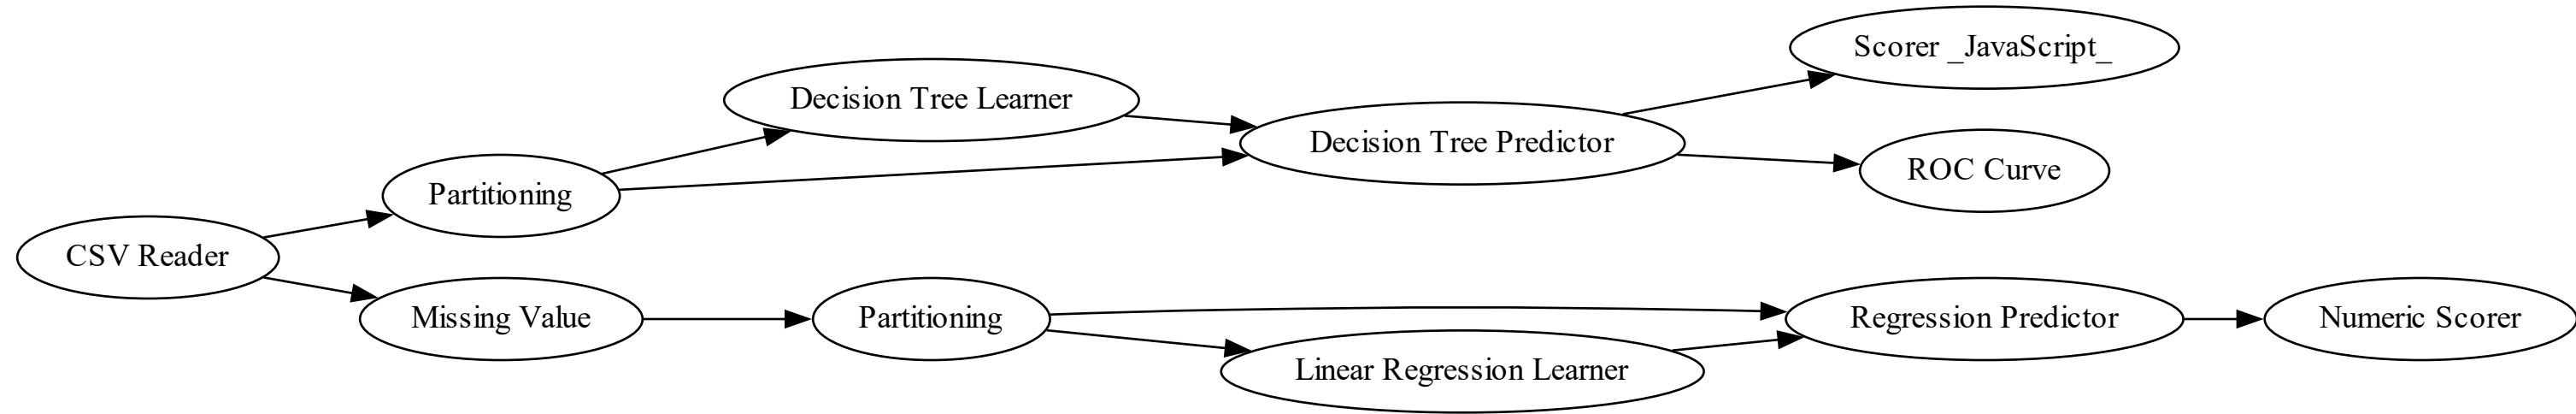 CSV Reader
Partitioning
Decision Tree Learner
Decision Tree Predictor
Scorer _JavaScript_
ROC Curve
Missing Value
Partitioning
Linear Regression Learner
Regression Predictor
Numeric Scorer